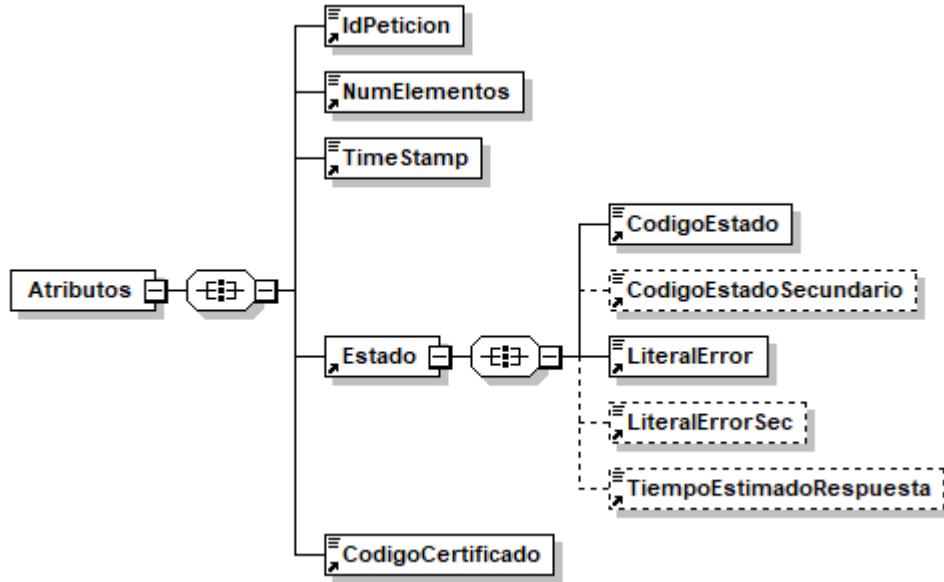 IdPeticion
NumElementos
TimeStamp
CodigoEstado
Atributos
CodigoEstadoSecundario
Estado
LiteralError
LiteralErrorSec
TiempoEstimadoRespuesta
CodigoCertificado